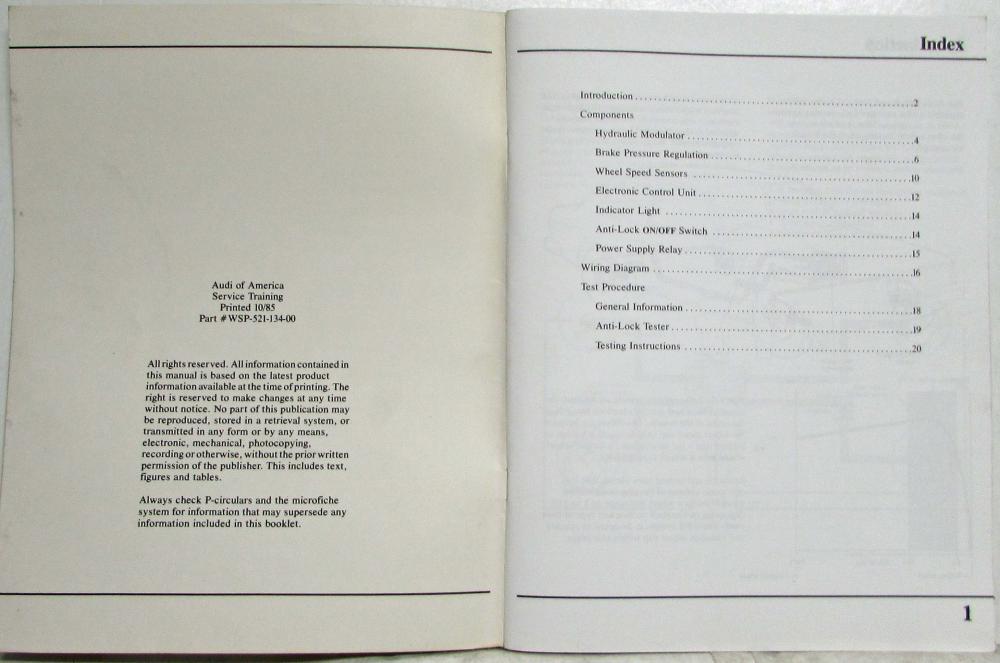 Audi of America
Service Training
Printed 10/85
Part # WSP-521-134-00
All rights reserved. All information contained in
this manual is based on the latest product
information available at the time of printing. The
right is reserved to make changes at any time
without notice. No part of this publication may
be reproduced, stored in a retrieval system, or
transmitted in any form or by any means,
electronic, mechanical, photocopying,
recording or otherwise, without the prior written
permission of the publisher. This includes text,
figures and tables.
Always check P-circulars and the microfiche
system for information that may supersede any
information included in this booklet.
Index
Introduction 2
Components
Hydraulic Modulator 4
Brake Pressure Regulation 6
Wheel Speed Sensors 10
Electronic Control Unit 12
Indicator Light 14
Anti-Lock ON/OFF Switch 14
Power Supply Relay 15
Wiring Diagram 16
Test Procedure
General Information 18
Anti-Lock Tester 19
Testing Instructions 20
1